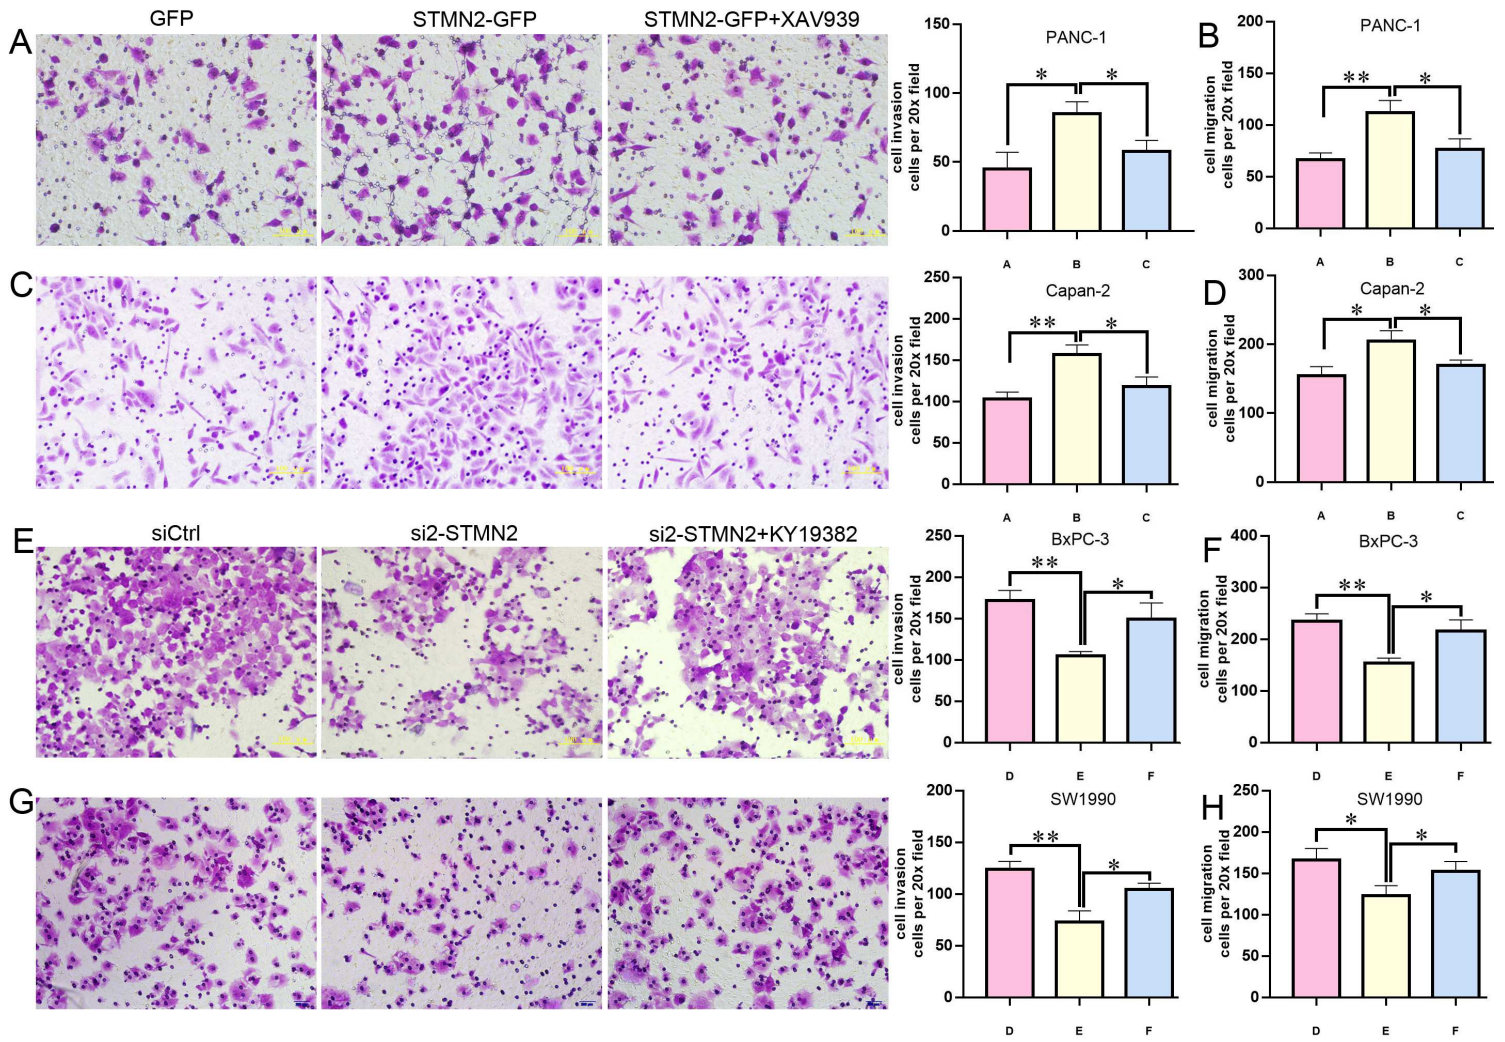 GFP
STMN2-GFP
STMN2-GFP+XAV939
A
150
100
50
0
cell invasion
cells per 20x field
PANC-1
*
*
A
B
C
B
200
150
100
50
0
cell migration
cells per 20x field
PANC-1
**
*
A
B
C
C
250
200
150
100
50
0
cell invasion
cells per 20x field
Capan-2
**
*
A
B
C
D
300
200
100
0
cell migration
cells per 20x field
Capan-2
*
*
A
B
C
siCtrl
si2-STMN2
si2-STMN2+KY19382
E
250
200
150
100
50
0
cell invasion
cells per 20x field
BxPC-3
**
*
D
E
F
F
400
300
200
100
0
cell migration
cells per 20x field
BxPC-3
**
*
D
E
F
G
200
150
100
50
0
cell invasion
cells per 20x field
SW1990
**
*
D
E
F
H
250
200
150
100
50
0
cell migration
cells per 20x field
SW1990
*
*
D
E
F